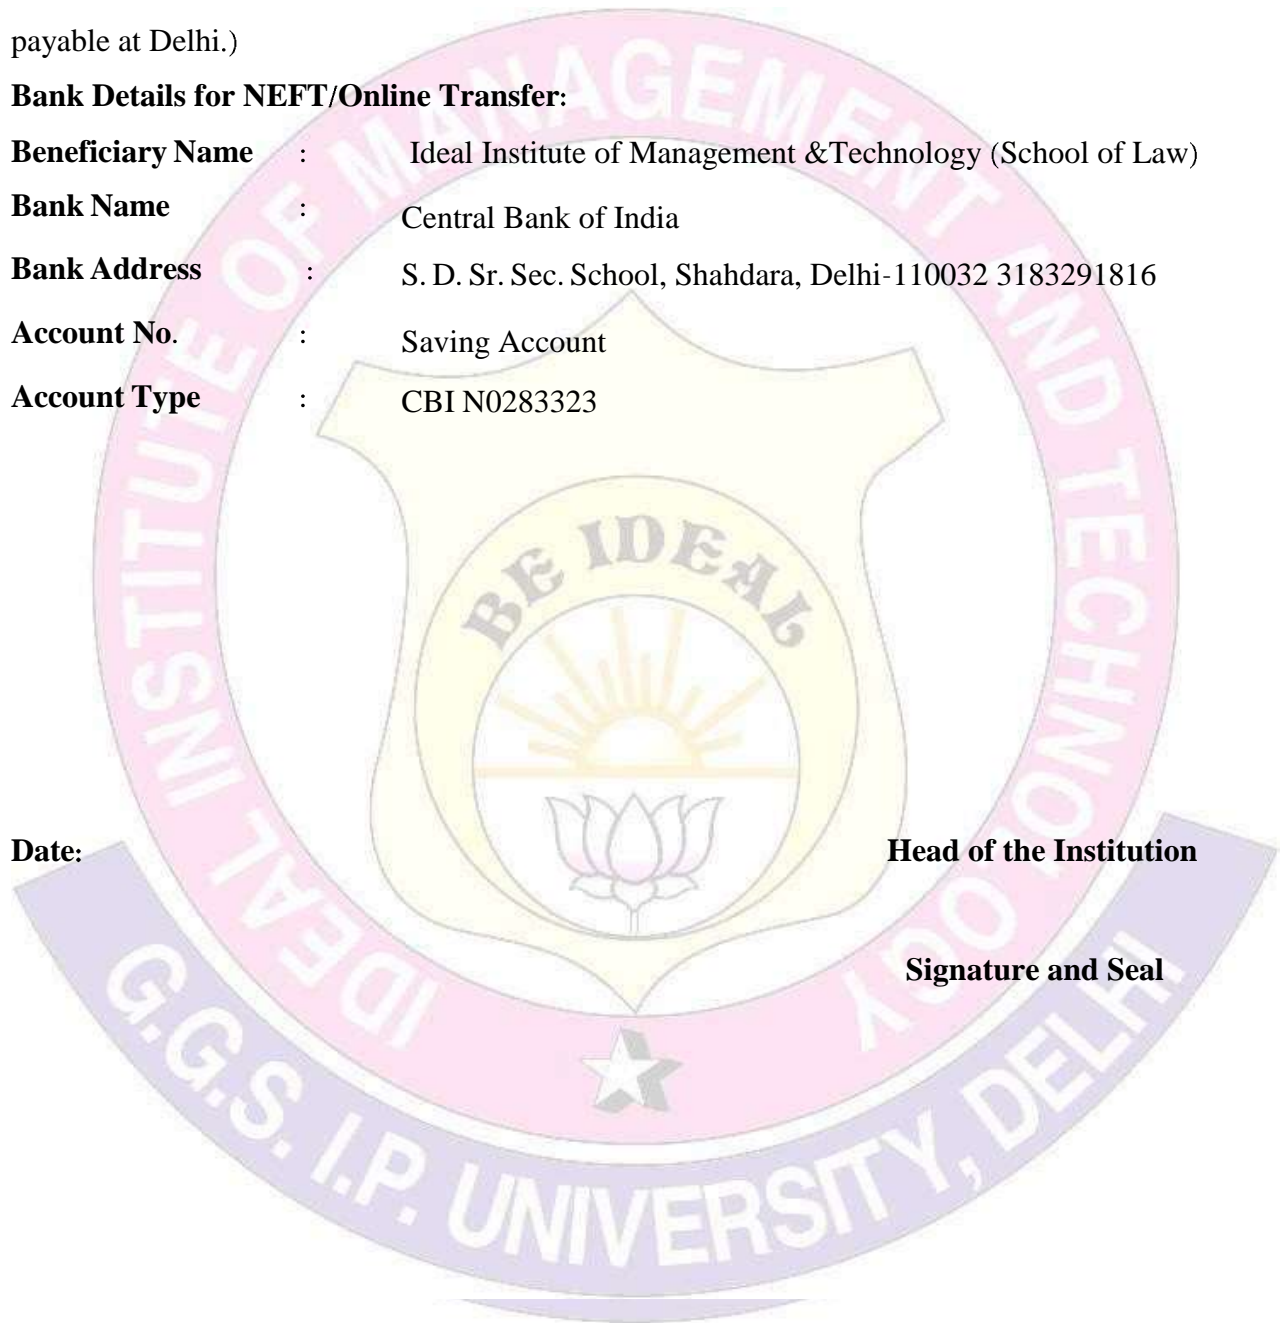 payable at Delhi.)
Bank Details for NEFT/Online Transfer:
Beneficiary Name : Ideal Institute of Management &Technology (School of Law)
Bank Name : Central Bank of India
Bank Address : S. D. Sr. Sec. School, Shahdara, Delhi-110032 3183291816
Account No. : Saving Account
Account Type : CBI N0283323
Date: Head of the Institution
Signature and Seal
IDEAL INSTITUTE OF MANAGEMENT AND TECHNOLOGY
BE IDEAL
G.G.S. I.P. UNIVERSITY, DELHI